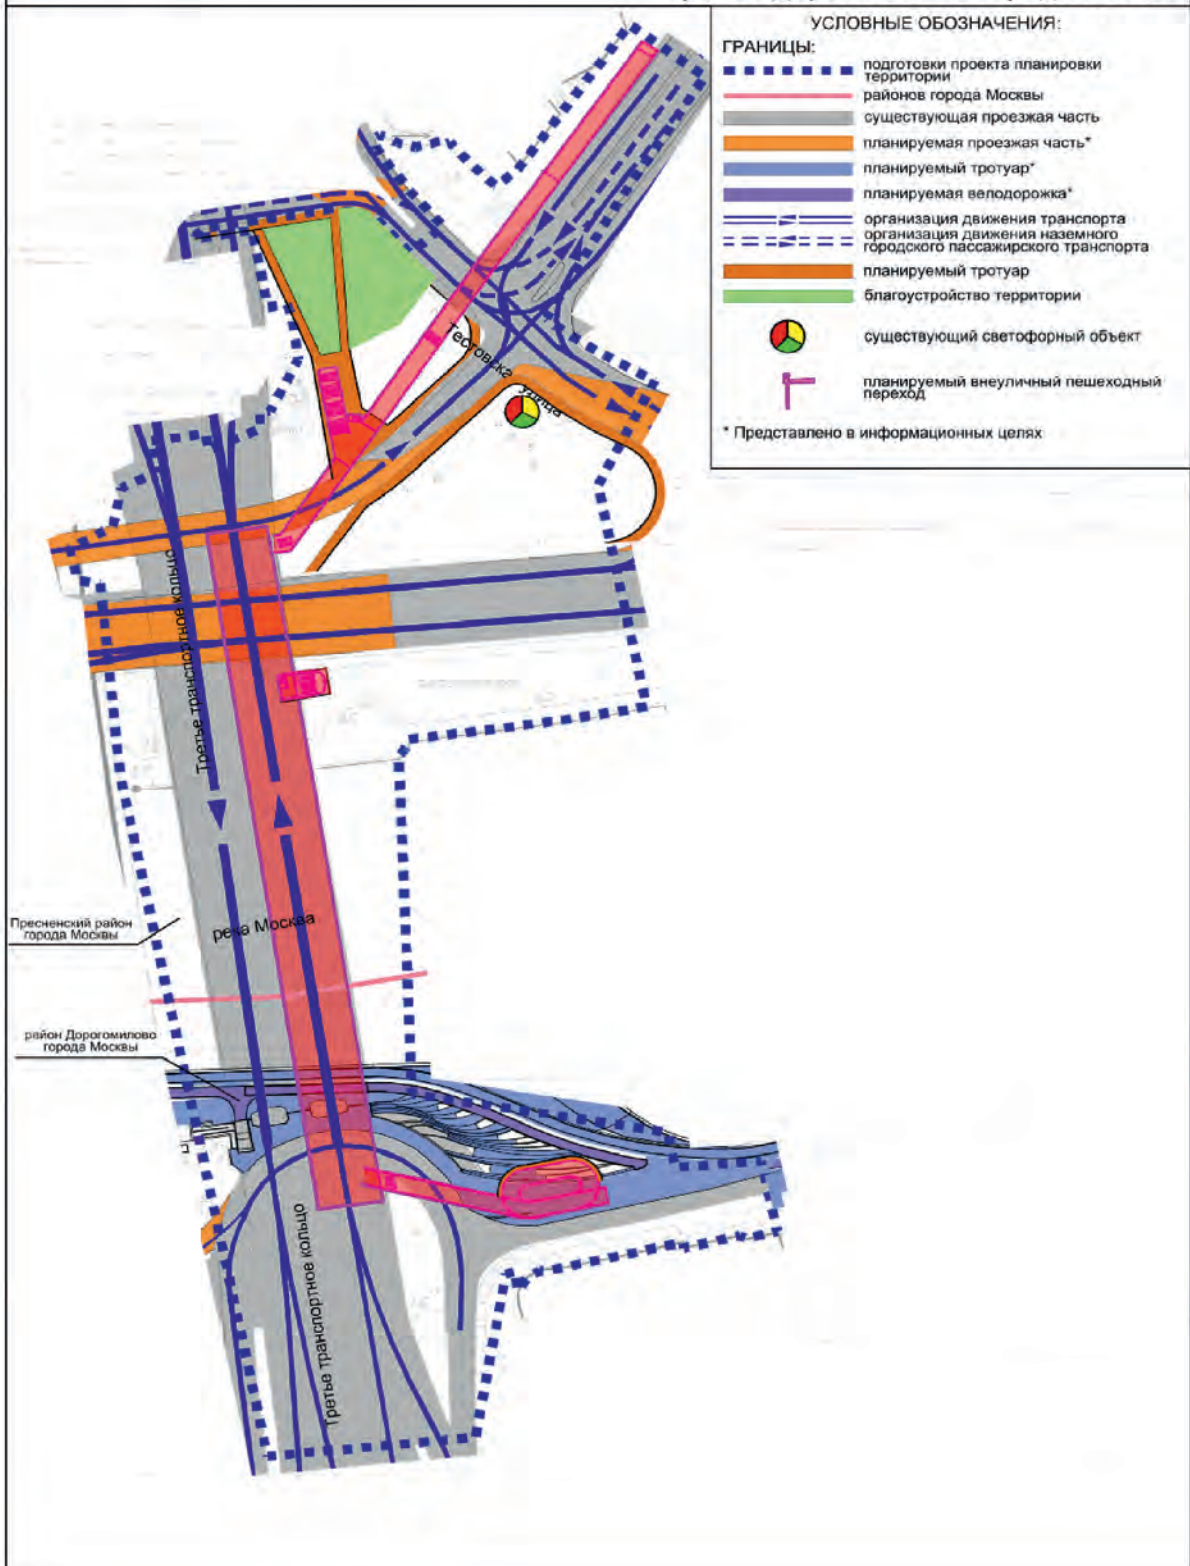 УСЛОВНЫЕ ОБОЗНАЧЕНИЯ:
ГРАНИЦЫ:
подготовки проекта планировки
территории
районов города Москвы
существующая проезжая часть
планируемая проезжая часть*
планируемый тротуар*
планируемая велодорожка*
организация движения транспорта
организация движения наземного
городского пассажирского транспорта
планируемый тротуар
благоустройство территории
существующий светофорный объект
планируемый внеуличный пешеходный
переход
* Представлено в информационных целях
Тестовская улица
Третье транспортное кольцо
река Москва
Пресненский район
города Москвы
район Дорогомилово
города Москвы
Третье транспортное кольцо